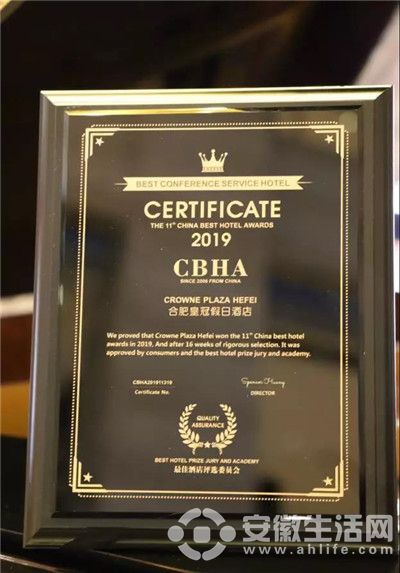 BEST CONFERENCE SERVICE HOTEL
CERTIFICATE
THE 11th CHINA BEST HOTEL AWARDS
2019
CBHA
SINCE 2006 FROM CHINA
CROWNE PLAZA HEFEI
合肥皇冠假日酒店
We proved that Crowne Plaza Hefei won the 11th China best hotel
awards in 2019, And after 16 weeks of rigorous selection. It was
approved by consumers and the best hotel prize jury and academy.
CBHA201911319
Certificate No.
DIRECTOR
QUALITY
ASSURANCE
BEST HOTEL PRIZE JURY AND ACADEMY
最佳酒店评选委员会
安徽生活网
www.ahlife.com